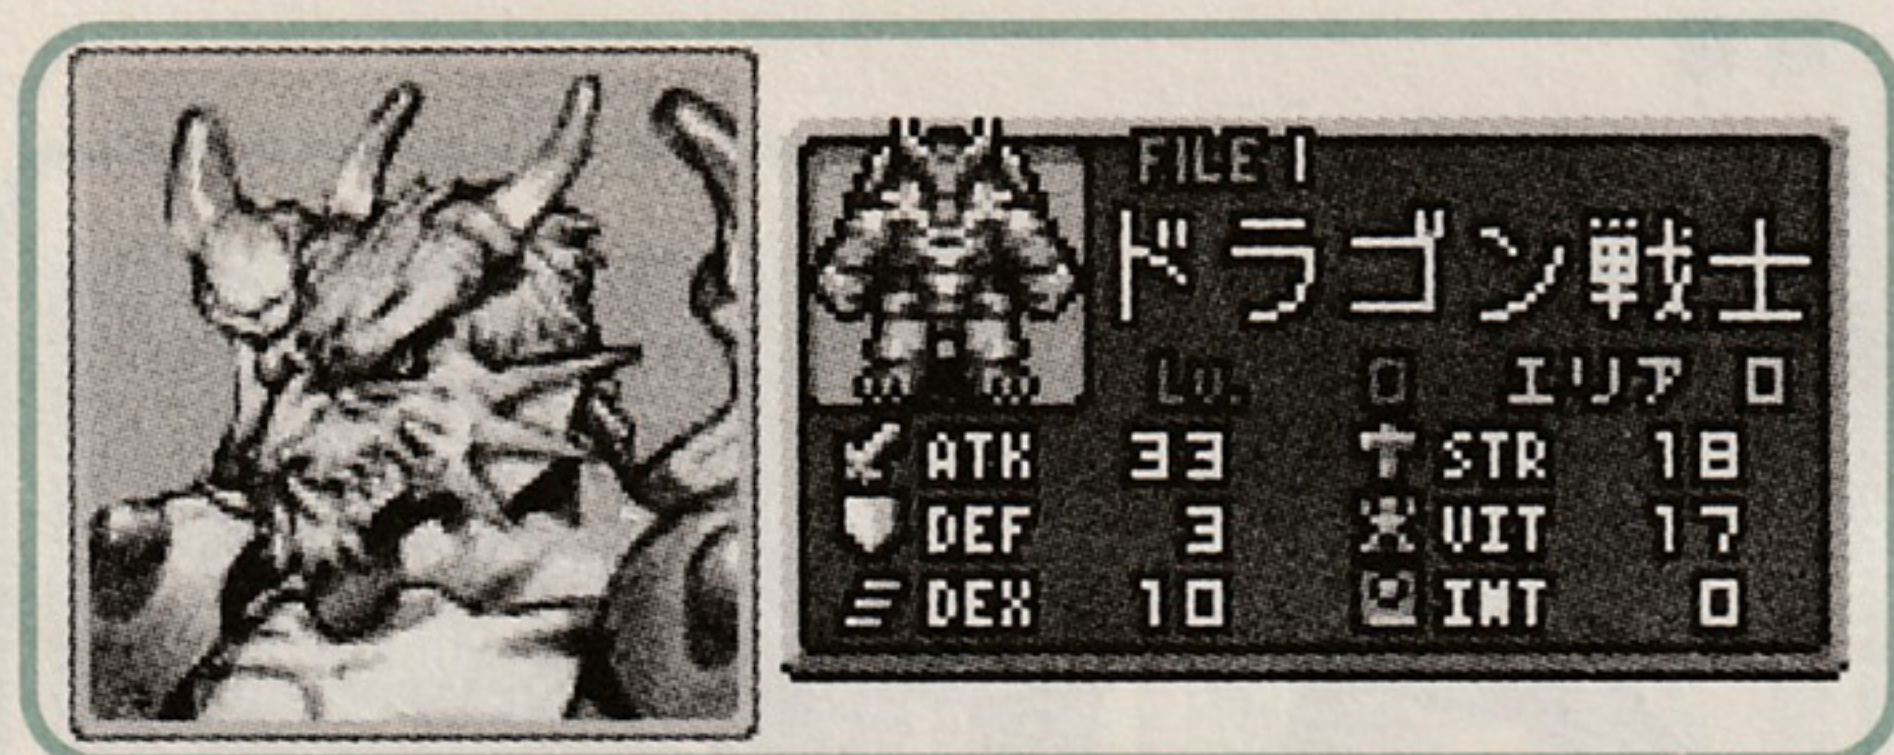 FILE 1
ドラゴン戦士
Lv. 0 エリア 0
ATK 33 STR 18
DEF 3 VIT 17
DEX 10 INT 0